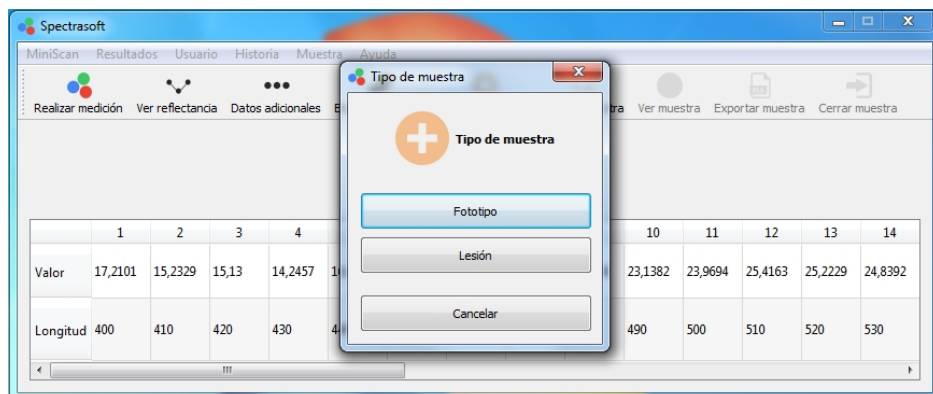 Spectrasoft
MiniScan Resultados Usuario Historia Muestra Ayuda
Tipo de muestra
Realizar medición Ver reflectancia Datos adicionales Ver muestra Exportar muestra Cerrar muestra
Tipo de muestra
Fototipo
Lesión
Cancelar
1 2 3 4 10 11 12 13 14
Valor 17,2101 15,2329 15,13 14,2457 23,1382 23,9694 25,4163 25,2229 24,8392
Longitud 400 410 420 430 490 500 510 520 530